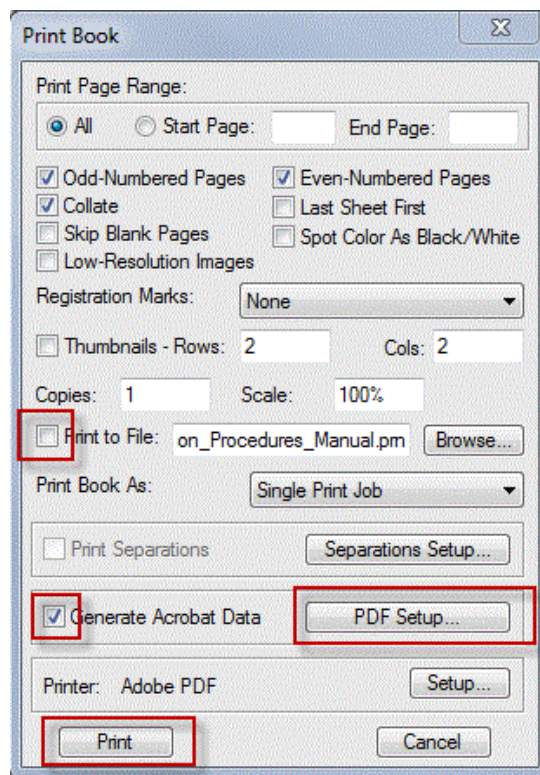 Print Book
Print Page Range:
All Start Page: End Page:
Odd-Numbered Pages Even-Numbered Pages
Collate Last Sheet First
Skip Blank Pages Spot Color As Black/White
Low-Resolution Images
Registration Marks: None
Thumbnails - Rows: 2 Cols: 2
Copies: 1 Scale: 100%
Print to File: on_Procedures_Manual.prn Browse...
Print Book As: Single Print Job
Print Separations Separations Setup...
Generate Acrobat Data PDF Setup...
Printer: Adobe PDF Setup...
Print Cancel